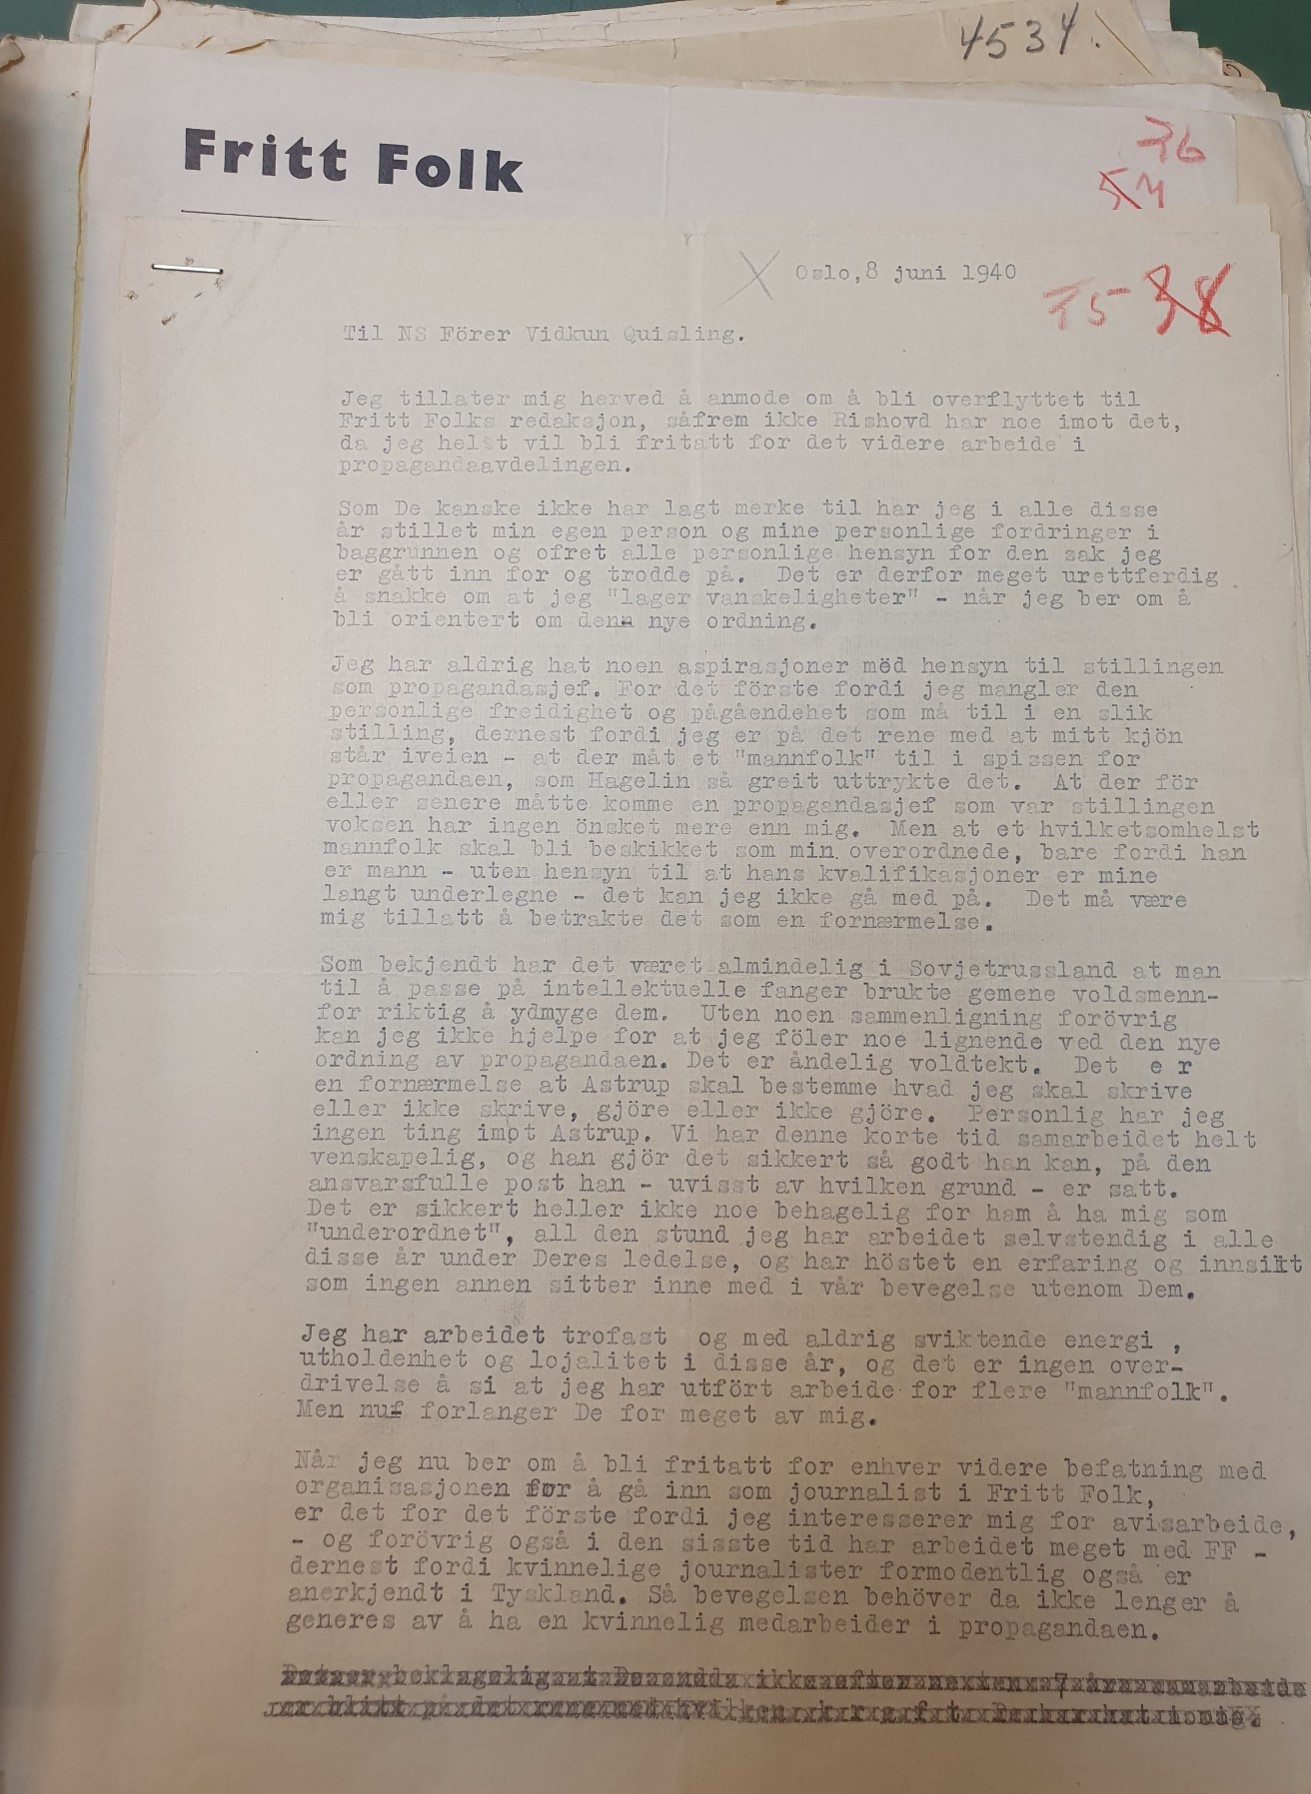 4534.
Fritt Folk
76
54
Oslo,8 juni 1940
75 38
Til NS Förer Vidkun Quisling.
Jeg tillater mig herved å anmode om å bli overflyttet til
Fritt Folks redaksjon, såfrem ikke Rishovd har noe imot det,
da jeg helst vil bli fritatt for det videre arbeide i
propagandaavdelingen.
Som De kanske ikke har lagt merke til har jeg i alle disse
år stillet min egen person og mine personlige fordringer i
baggrunnen og ofret alle personlige hensyn for den sak jeg
er gått inn for og trodde på. Det er derfor meget urettferdig
å snakke om at jeg "lager vanskeligheter" - når jeg ber om å
bli orientert om denn nye ordning.
Jeg har aldrig hat noen aspirasjoner mëd hensyn til stillingen
som propagandasjef. For det förste fordi jeg mangler den
personlige freidighet og pågåendehet som må til i en slik
stilling, dernest fordi jeg er på det rene med at mitt kjön
står iveien - at der måt et "mannfolk" til i spissen for
propagandaen, som Hagelin så greit uttrykte det. At der för
eller senere måtte komme en propagandasjef som var stillingen
voksen har ingen önsket mere enn mig. Men at et hvilketsomhelst
mannfolk skal bli beskikket som min overordnede, bare fordi han
er mann - uten hensyn til at hans kvalifikasjoner er mine
langt underlegne - det kan jeg ikke gå med på. Det må være
mig tillatt å betrakte det som en fornærmelse.
Som bekjendt har det været almindelig i Sovjetrussland at man
til å passe på intellektuelle fanger brukte gemene voldsmenn-
for riktig å ydmyge dem. Uten noen sammenligning forövrig
kan jeg ikke hjelpe for at jeg föler noe lignende ved den nye
ordning av propagandaen. Det er åndelig voldtekt. Det e r
en fornærmelse at Astrup skal bestemme hvad jeg skal skrive
eller ikke skrive, gjöre eller ikke gjöre. Personlig har jeg
ingen ting impt Astrup. Vi har denne korte tid samarbeidet helt
venskapelig, og han gjör det sikkert så godt han kan, på den
ansvarsfulle post han - uvisst av hvilken grund - er satt.
Det er sikkert heller ikke noe behagelig for ham å ha mig som
"underordnet", all den stund jeg har arbeidet selvstendig i alle
disse år under Deres ledelse, og har höstet en erfaring og innsikt
som ingen annen sitter inne med i vår bevegelse utenom Dem.
Jeg har arbeidet trofast og med aldrig sviktende energi ,
utholdenhet og lojalitet i disse år, og det er ingen over-
drivelse å si at jeg har utfört arbeide for flere "mannfolk".
Men nu forlanger De for meget av mig.
Når jeg nu ber om å bli fritatt for enhver videre befatning med
organisasjonen for å gå inn som journalist i Fritt Folk,
er det for det förste fordi jeg interesserer mig for avisarbeide,
- og forövrig også i den sisste tid har arbeidet meget med FF -
dernest fordi kvinnelige journalister formodentlig også er
anerkjendt i Tyskland. Så bevegelsen behöver da ikke lenger å
generes av å ha en kvinnelig medarbeider i propagandaen.